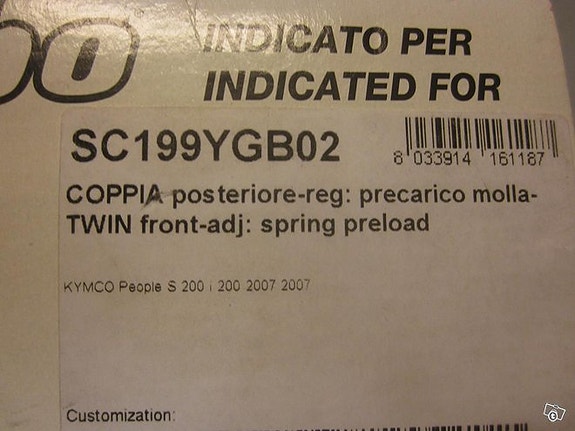 INDICATO PER
INDICATED FOR
SC199YGB02
8 033914 161187
COPPIA posteriore-reg: precarico molla-
TWIN front-adj: spring preload
KYMCO People S 200 i 200 2007 2007
Customization: